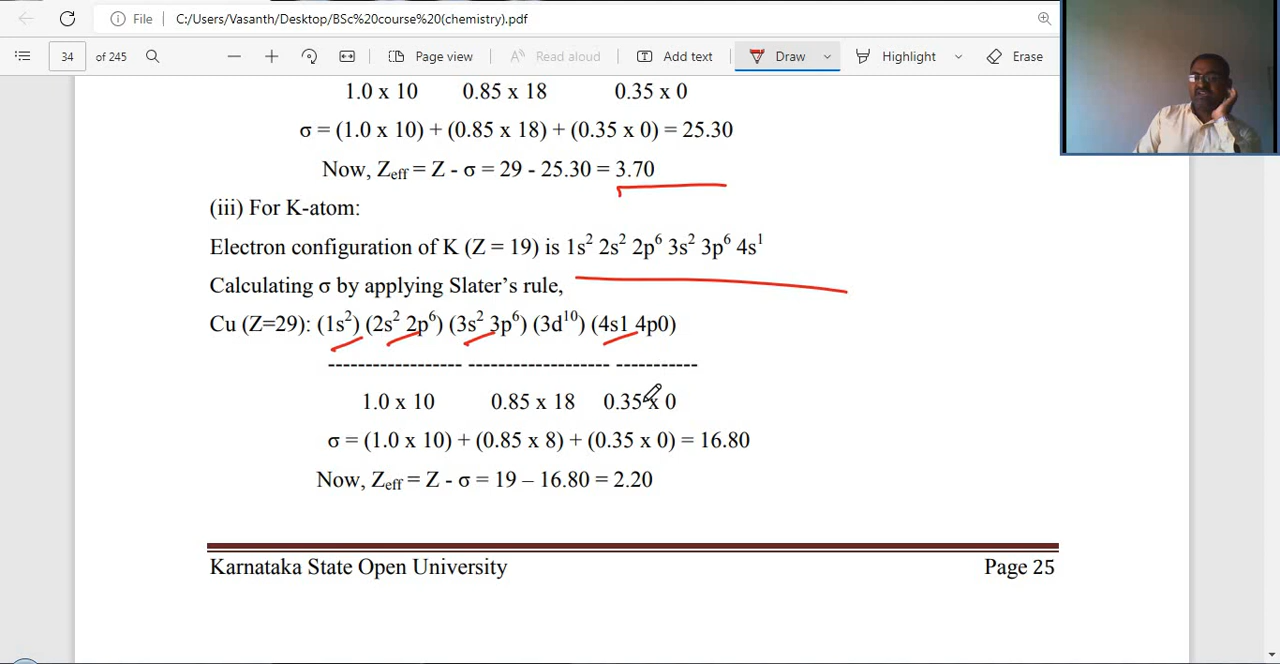 File C:/Users/Vasanth/Desktop/BSc%20course%20(chemistry).pdf
34 of 245 Page view Read aloud Add text Draw Highlight Erase
1.0 x 10 0.85 x 18 0.35 x 0
σ = (1.0 x 10) + (0.85 x 18) + (0.35 x 0) = 25.30
Now, Zeff = Z - σ = 29 - 25.30 = 3.70
(iii) For K-atom:
Electron configuration of K (Z = 19) is 1s² 2s² 2p⁶ 3s² 3p⁶ 4s¹
Calculating σ by applying Slater’s rule,
Cu (Z=29): (1s²) (2s² 2p⁶) (3s² 3p⁶) (3d¹⁰) (4s1 4p0)
------------------ ------------------- -----------
1.0 x 10 0.85 x 18 0.35 x 0
σ = (1.0 x 10) + (0.85 x 8) + (0.35 x 0) = 16.80
Now, Zeff = Z - σ = 19 – 16.80 = 2.20
Karnataka State Open University Page 25